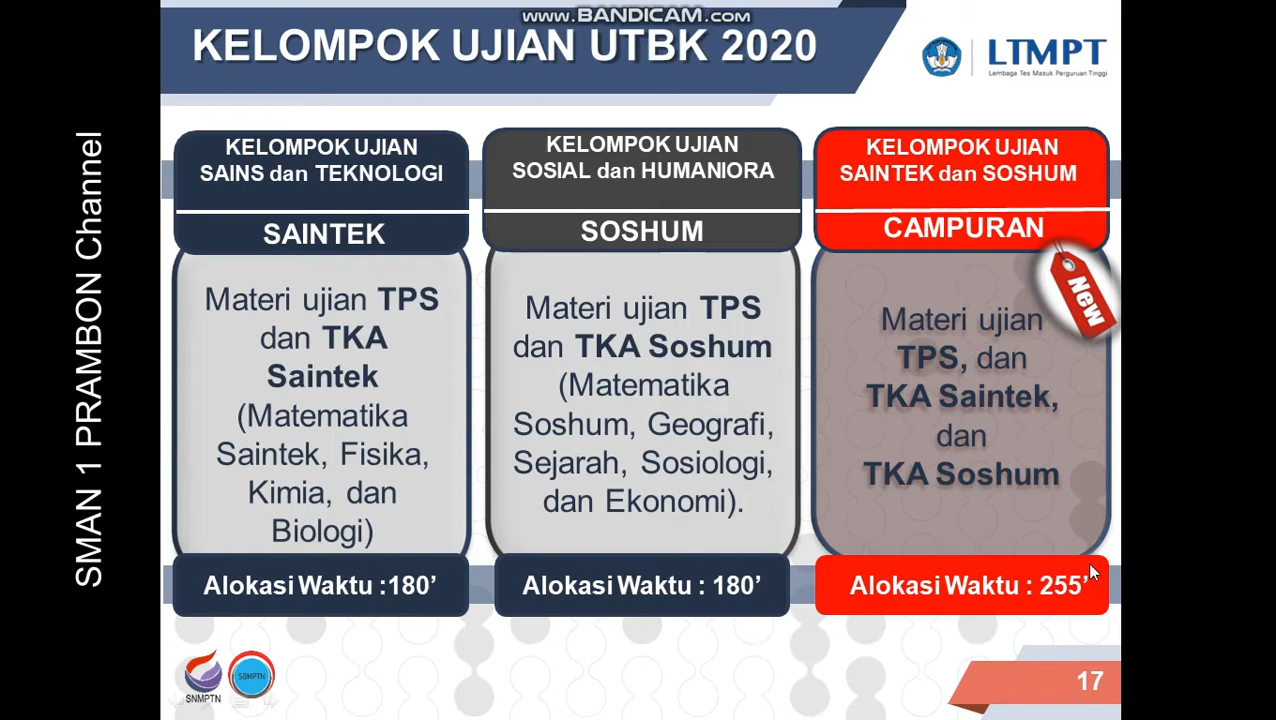 www.BANDICAM.com
KELOMPOK UJIAN UTBK 2020
LTMPT
Lembaga Tes Masuk Perguruan Tinggi
SMAN 1 PRAMBON Channel
KELOMPOK UJIAN
SAINS dan TEKNOLOGI
SAINTEK
Materi ujian TPS
dan TKA
Saintek
(Matematika
Saintek, Fisika,
Kimia, dan
Biologi)
Alokasi Waktu :180’
KELOMPOK UJIAN
SOSIAL dan HUMANIORA
SOSHUM
Materi ujian TPS
dan TKA Soshum
(Matematika
Soshum, Geografi,
Sejarah, Sosiologi,
dan Ekonomi).
Alokasi Waktu : 180’
KELOMPOK UJIAN
SAINTEK dan SOSHUM
CAMPURAN
New
Materi ujian
TPS, dan
TKA Saintek,
dan
TKA Soshum
Alokasi Waktu : 255’
SNMPTN
SBMPTN
17